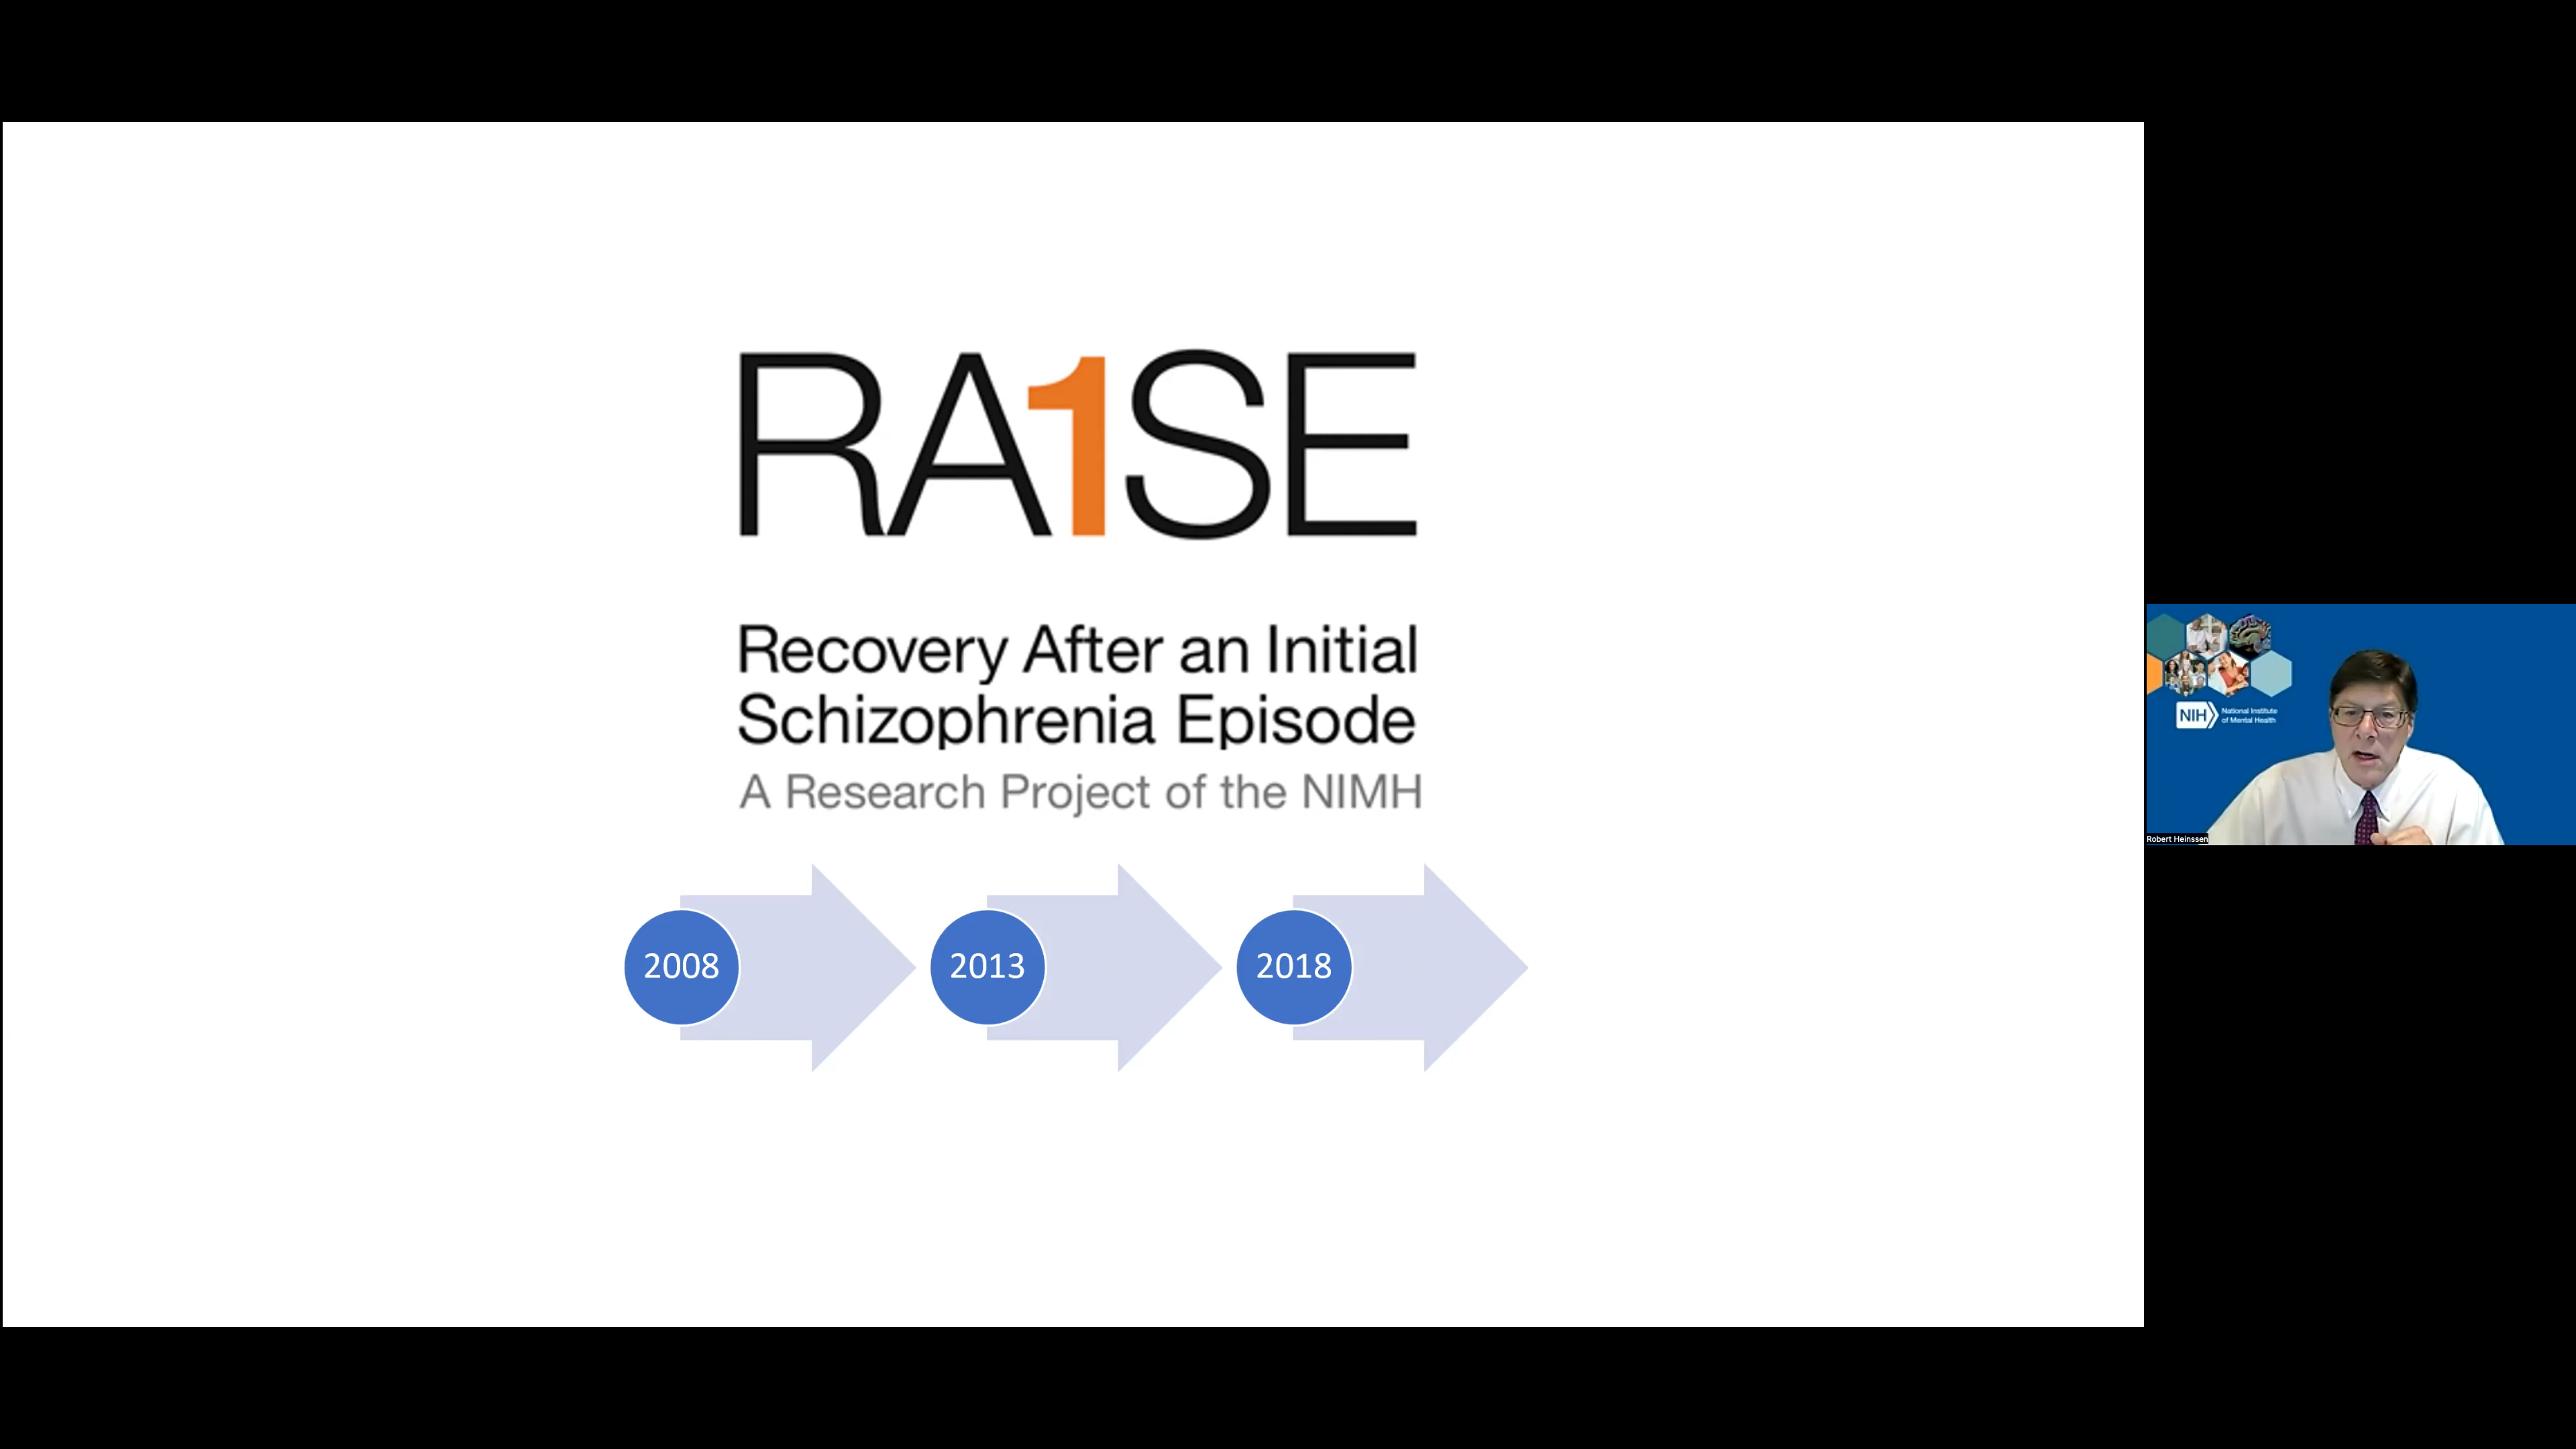 RA1SE
Recovery After an Initial
Schizophrenia Episode
A Research Project of the NIMH
2008
2013
2018
NIH
National Institute
of Mental Health
Robert Heinssen